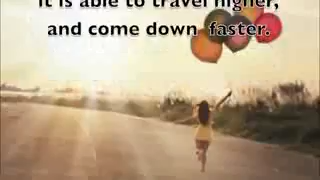 It is able to travel higher,
and come down faster.